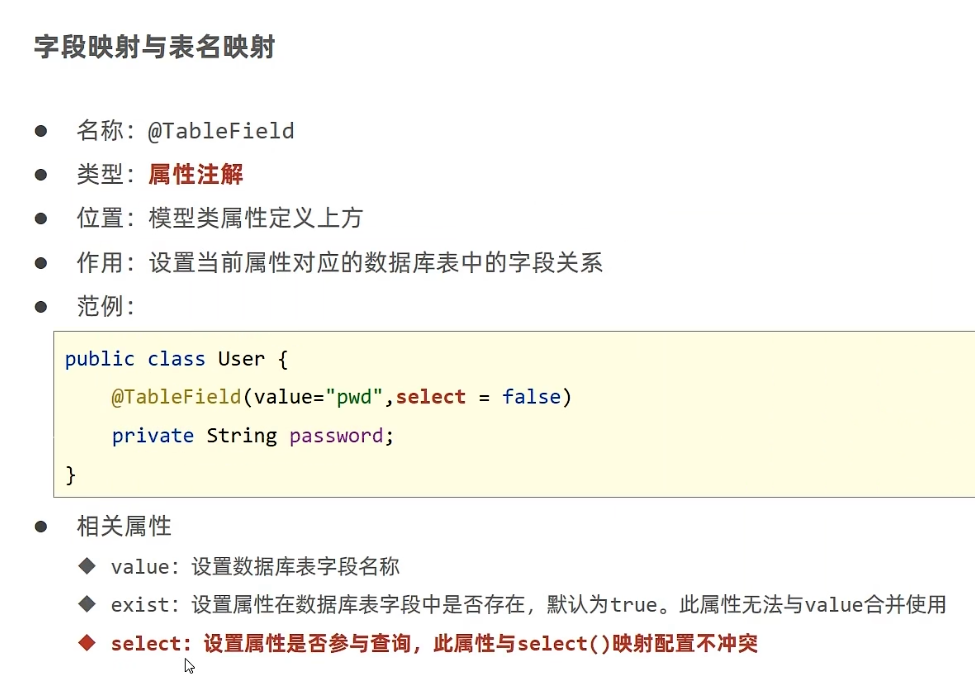 字段映射与表名映射
● 名称：@TableField
● 类型：属性注解
● 位置：模型类属性定义上方
● 作用：设置当前属性对应的数据库表中的字段关系
● 范例：
public class User {
    @TableField(value="pwd",select = false)
    private String password;
}
● 相关属性
◆ value：设置数据库表字段名称
◆ exist：设置属性在数据库表字段中是否存在，默认为true。此属性无法与value合并使用
◆ select：设置属性是否参与查询，此属性与select()映射配置不冲突